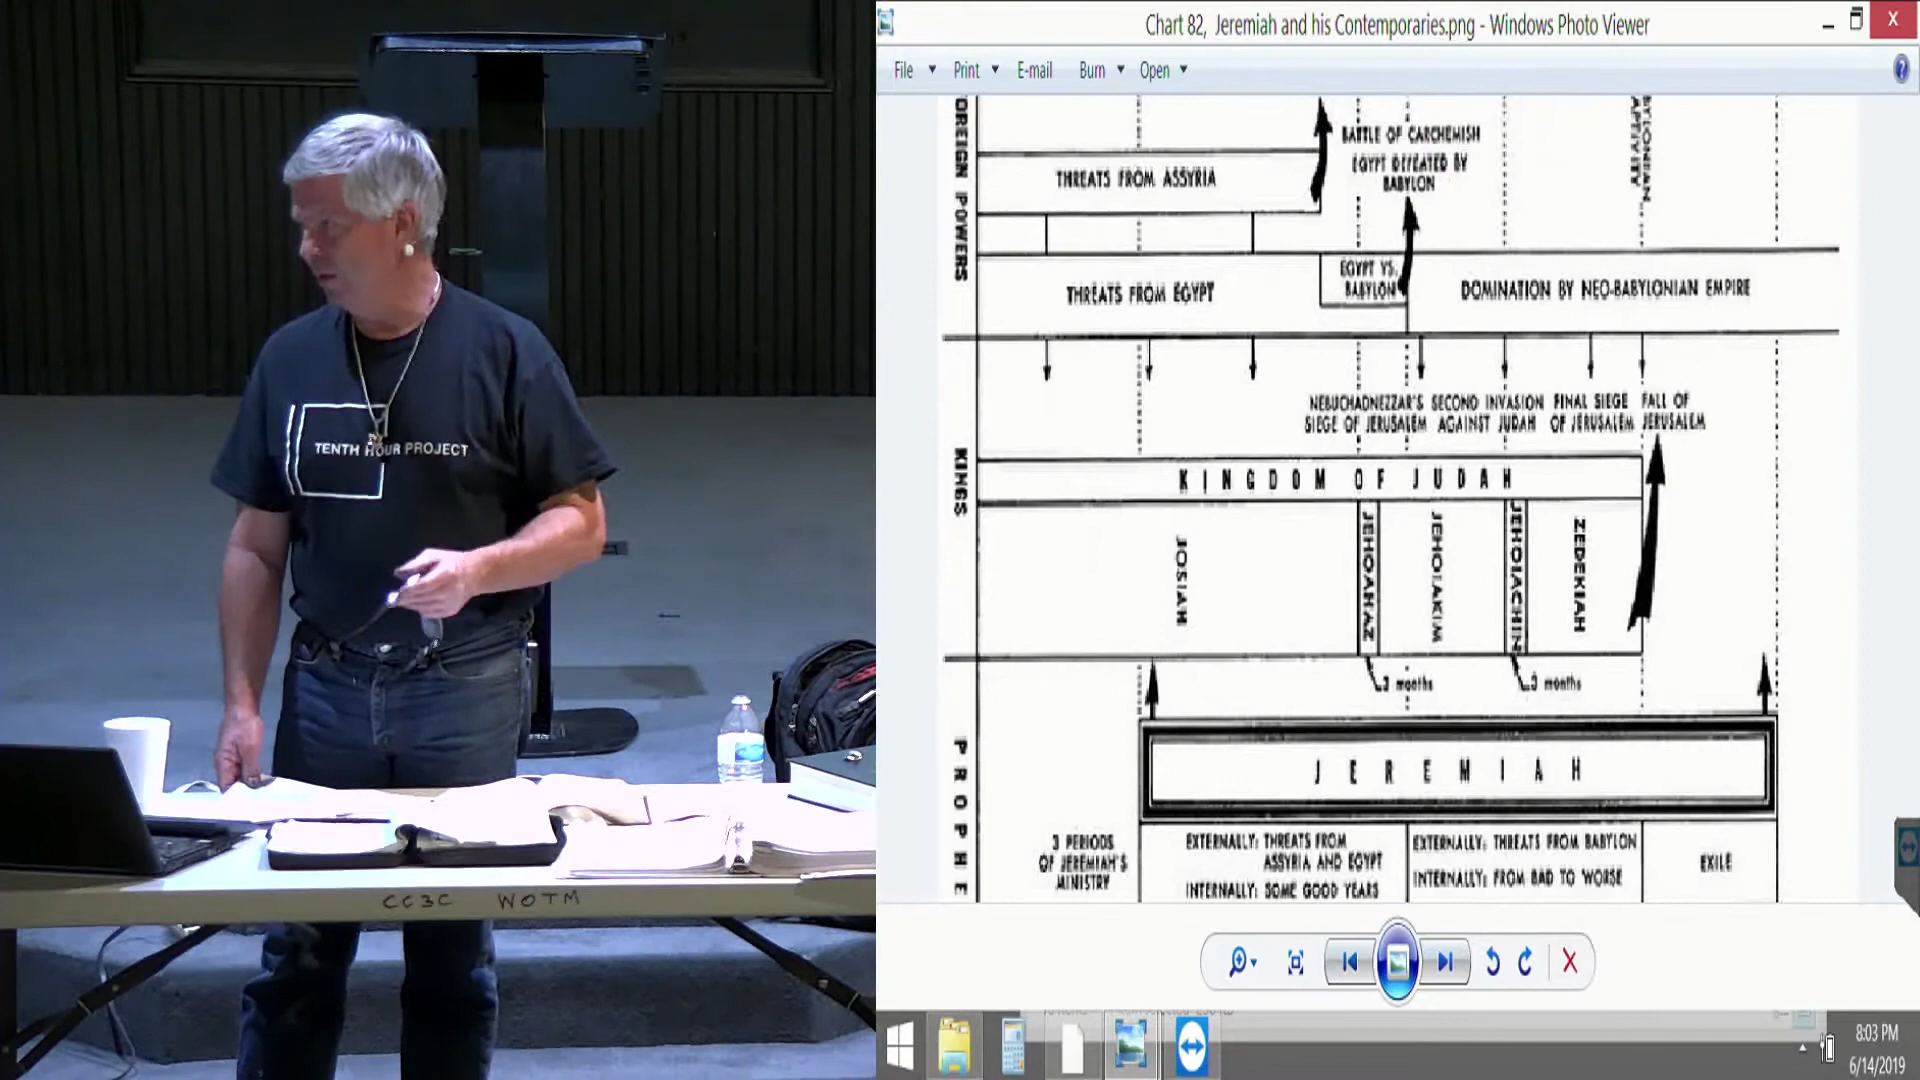 TENTH HOUR PROJECT
CC3C WOTM
Chart 82, Jeremiah and his Contemporaries.png - Windows Photo Viewer
File Print E-mail Burn Open
OREIGN POWERS
BATTLE OF CARCHEMISH
EGYPT DEFEATED BY
BABYLON
THREATS FROM ASSYRIA
BYLONIAN
APTIVITY
THREATS FROM EGYPT
EGYPT VS.
BABYLON
DOMINATION BY NEO-BABYLONIAN EMPIRE
NEBUCHADNEZZAR'S SECOND INVASION FINAL SIEGE FALL OF
SIEGE OF JERUSALEM AGAINST JUDAH OF JERUSALEM JERUSALEM
KINGS
KINGDOM OF JUDAH
JOSIAH
JEHOAHAZ
JEHOIAKIM
JEHOIACHIN
ZEDEKIAH
3 months
3 months
PROPHE
JEREMIAH
3 PERIODS
OF JEREMIAH'S
MINISTRY
EXTERNALLY: THREATS FROM
ASSYRIA AND EGYPT
INTERNALLY: SOME GOOD YEARS
EXTERNALLY: THREATS FROM BABYLON
INTERNALLY: FROM BAD TO WORSE
EXILE
8:03 PM
6/14/2019